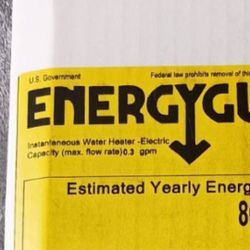 U.S. Government Federal law prohibits removal of this
ENERGYGU
Instantaneous Water Heater -Electric
Capacity (max. flow rate)0.3 gpm
Estimated Yearly Energ
8